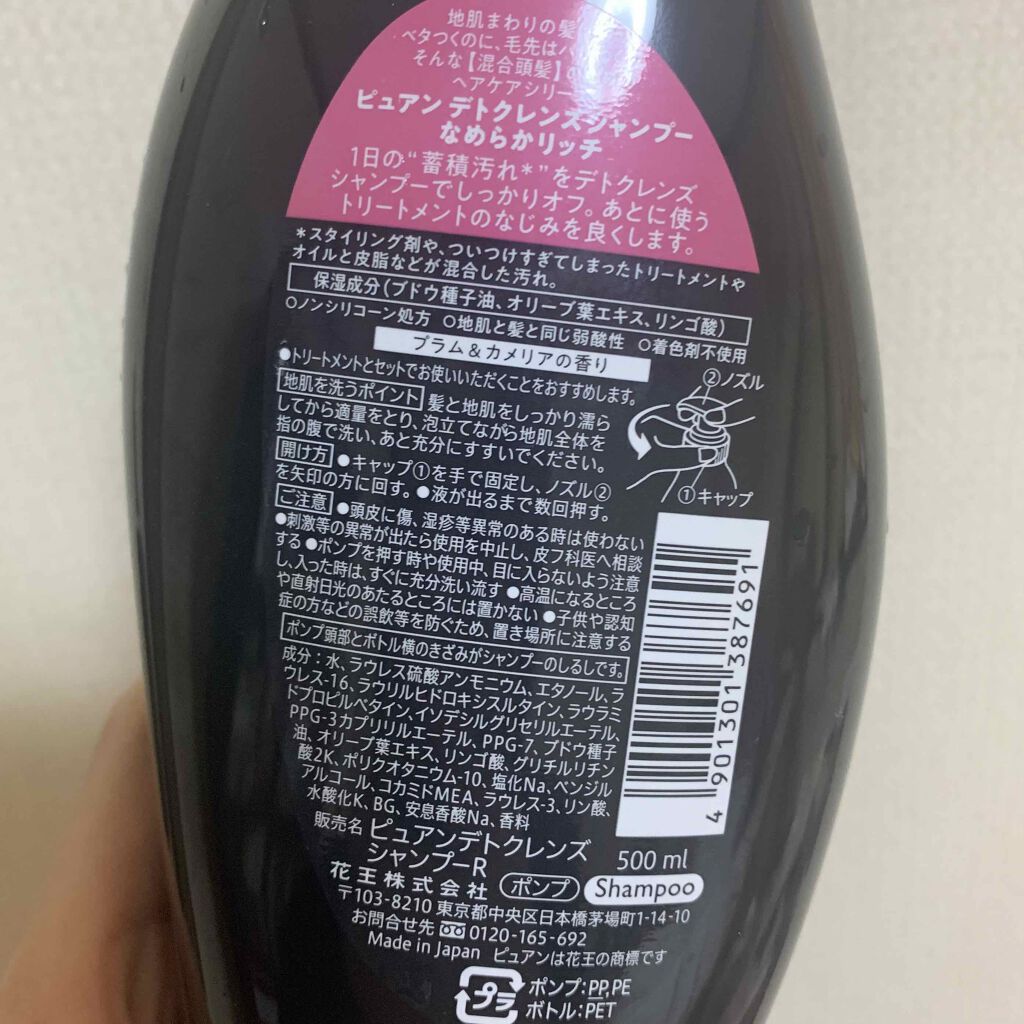 地肌まわりの髪
ベタつくのに、毛先はパ
そんな【混合頭髪】の
ヘアケアシリー
ピュアン デトクレンズシャンプー
なめらかリッチ
1日の“蓄積汚れ*”をデトクレンズ
シャンプーでしっかりオフ。あとに使う
トリートメントのなじみを良くします。
*スタイリング剤や、ついつけすぎてしまったトリートメントや
オイルと皮脂などが混合した汚れ。
保湿成分(ブドウ種子油、オリーブ葉エキス、リンゴ酸)
○ノンシリコーン処方 ○地肌と髪と同じ弱酸性 ○着色剤不使用
プラム&カメリアの香り
●トリートメントとセットでお使いいただくことをおすすめします。
②ノズル
地肌を洗うポイント 髪と地肌をしっかり濡ら
してから適量をとり、泡立てながら地肌全体を
指の腹で洗い、あと充分にすすいでください。
開け方 ●キャップ①を手で固定し、ノズル②
を矢印の方に回す。●液が出るまで数回押す。
①キャップ
ご注意 ●頭皮に傷、湿疹等異常のある時は使わない
●刺激等の異常が出たら使用を中止し、皮フ科医へ相談
する ●ポンプを押す時や使用中、目に入らないよう注意
し、入った時は、すぐに充分洗い流す ●高温になるところ
や直射日光のあたるところには置かない ●子供や認知
症の方などの誤飲等を防ぐため、置き場所に注意する
ポンプ頭部とボトル横のきざみがシャンプーのしるしです。
成分:水、ラウレス硫酸アンモニウム、エタノール、ラ
ウレス-16、ラウリルヒドロキシスルタイン、ラウラミ
ドプロピルベタイン、イソデシルグリセリルエーテル、
PPG-3カプリリルエーテル、PPG-7、ブドウ種子
油、オリーブ葉エキス、リンゴ酸、グリチルリチン
酸2K、ポリクオタニウム-10、塩化Na、ベンジル
アルコール、コカミドMEA、ラウレス-3、リン酸、
水酸化K、BG、安息香酸Na、香料
4 901301 387691
販売名 ピュアンデトクレンズ
シャンプーR
500 ml
花王株式会社 ポンプ Shampoo
〒103-8210 東京都中央区日本橋茅場町1-14-10
お問合せ先 0120-165-692
Made in Japan ピュアンは花王の商標です
プラ ポンプ:PP,PE
ボトル:PET